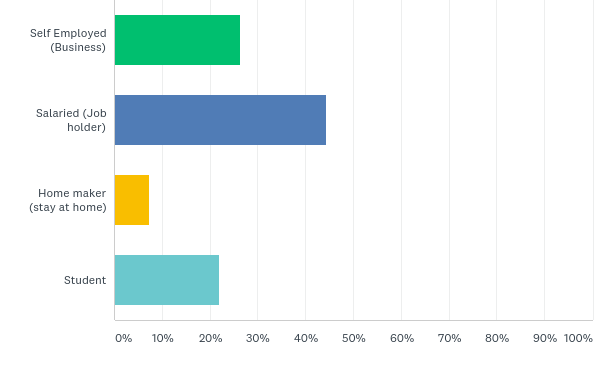 Self Employed
(Business)
Salaried (Job
holder)
Home maker
(stay at home)
Student
0% 10% 20% 30% 40% 50% 60% 70% 80% 90% 100%